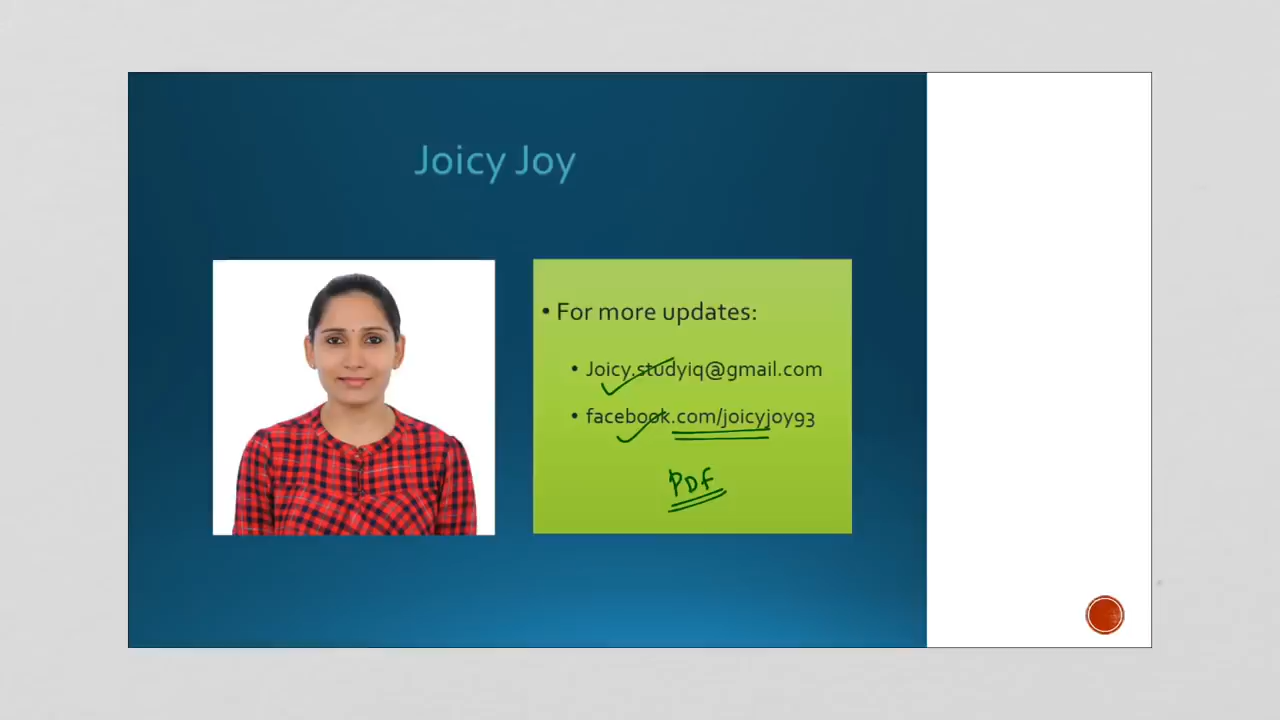 Joicy Joy
• For more updates:
• Joicy.studyiq@gmail.com
• facebook.com/joicyjoy93
PDF